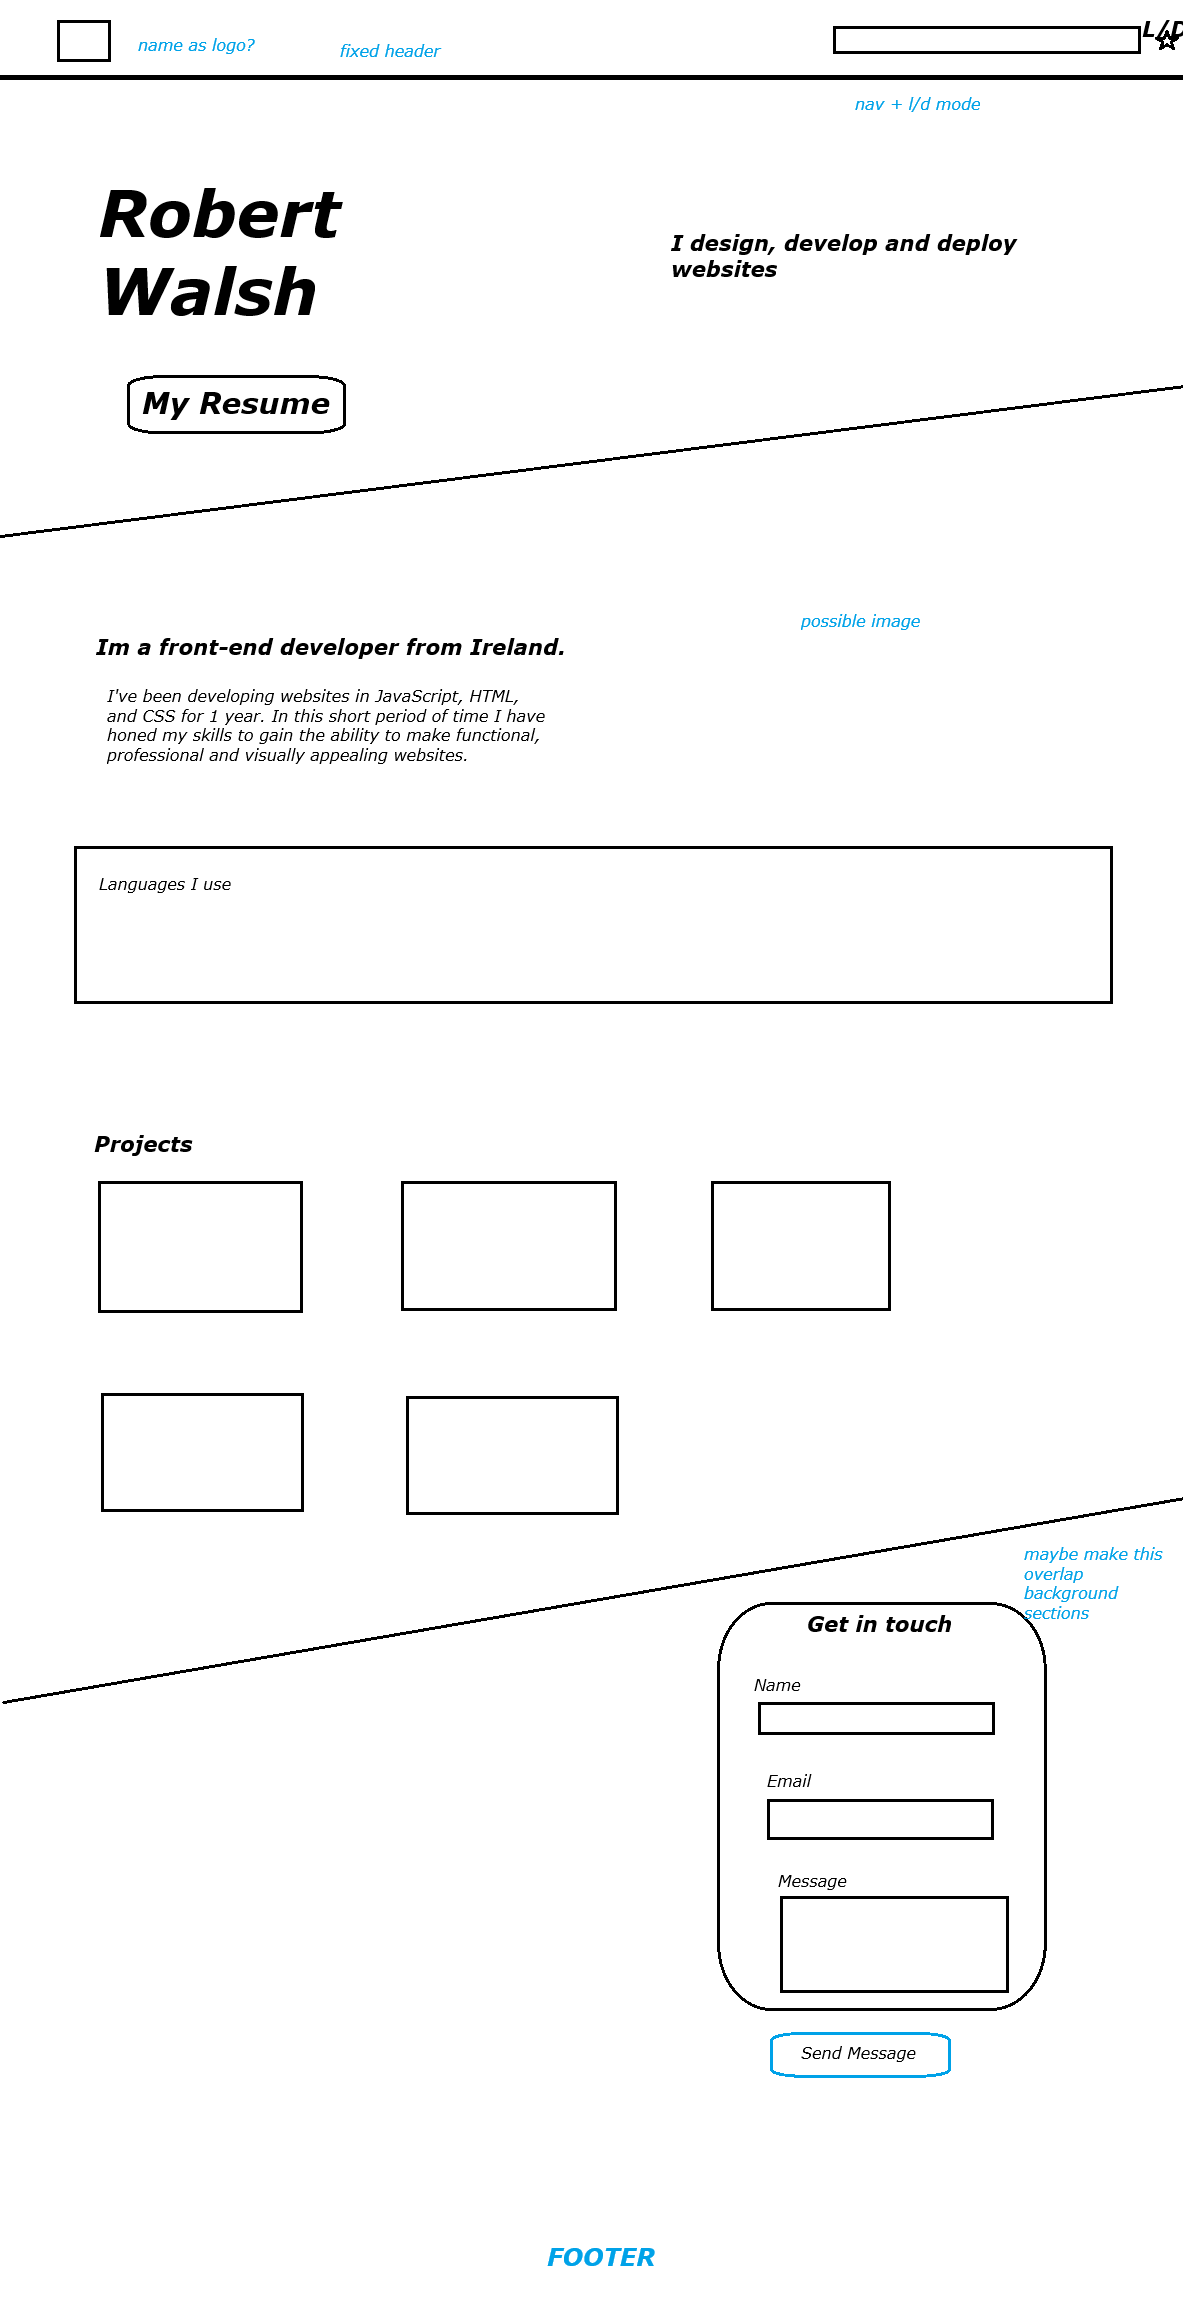 name as logo?
fixed header
L/D
nav + l/d mode
Robert
Walsh
I design, develop and deploy
websites
My Resume
possible image
Im a front-end developer from Ireland.
I've been developing websites in JavaScript, HTML,
and CSS for 1 year. In this short period of time I have
honed my skills to gain the ability to make functional,
professional and visually appealing websites.
Languages I use
Projects
maybe make this
overlap
background
sections
Get in touch
Name
Email
Message
Send Message
FOOTER